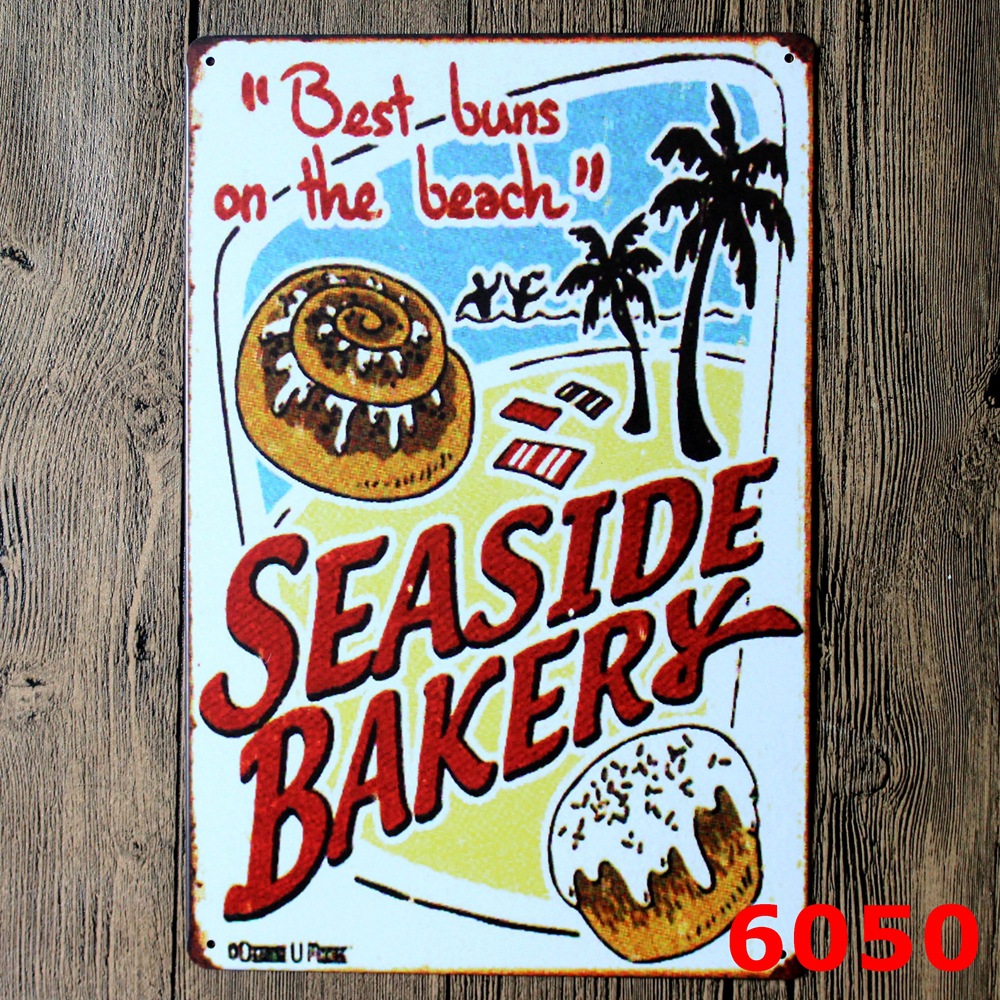 "Best buns
on the beach"
SEASIDE
BAKERY
6050